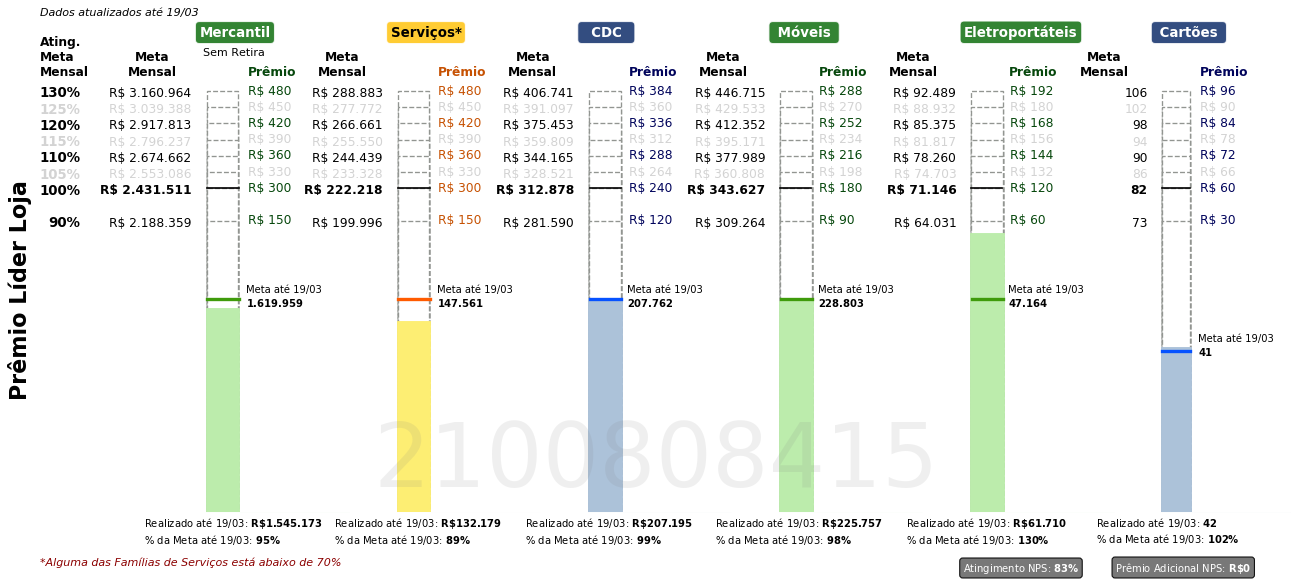 Dados atualizados até 19/03
Mercantil Serviços* CDC Móveis Eletroportáteis Cartões
Sem Retira
Ating. Meta Mensal
Meta Mensal Prêmio Meta Mensal Prêmio Meta Mensal Prêmio Meta Mensal Prêmio Meta Mensal Prêmio Meta Mensal Prêmio
130% R$ 3.160.964 R$ 480 R$ 288.883 R$ 480 R$ 406.741 R$ 384 R$ 446.715 R$ 288 R$ 92.489 R$ 192 106 R$ 96
125% R$ 3.039.388 R$ 450 R$ 277.772 R$ 450 R$ 391.097 R$ 360 R$ 429.533 R$ 270 R$ 88.932 R$ 180 102 R$ 90
120% R$ 2.917.813 R$ 420 R$ 266.661 R$ 420 R$ 375.453 R$ 336 R$ 412.352 R$ 252 R$ 85.375 R$ 168 98 R$ 84
115% R$ 2.796.237 R$ 390 R$ 255.550 R$ 390 R$ 359.809 R$ 312 R$ 395.171 R$ 234 R$ 81.817 R$ 156 94 R$ 78
110% R$ 2.674.662 R$ 360 R$ 244.439 R$ 360 R$ 344.165 R$ 288 R$ 377.989 R$ 216 R$ 78.260 R$ 144 90 R$ 72
105% R$ 2.553.086 R$ 330 R$ 233.328 R$ 330 R$ 328.521 R$ 264 R$ 360.808 R$ 198 R$ 74.703 R$ 132 86 R$ 66
100% R$ 2.431.511 R$ 300 R$ 222.218 R$ 300 R$ 312.878 R$ 240 R$ 343.627 R$ 180 R$ 71.146 R$ 120 82 R$ 60
90% R$ 2.188.359 R$ 150 R$ 199.996 R$ 150 R$ 281.590 R$ 120 R$ 309.264 R$ 90 R$ 64.031 R$ 60 73 R$ 30
Prêmio Líder Loja
Meta até 19/03 Meta até 19/03 Meta até 19/03 Meta até 19/03 Meta até 19/03
1.619.959 147.561 207.762 228.803 47.164
Meta até 19/03
41
2100808415
Realizado até 19/03: R$1.545.173 Realizado até 19/03: R$132.179 Realizado até 19/03: R$207.195 Realizado até 19/03: R$225.757 Realizado até 19/03: R$61.710 Realizado até 19/03: 42
% da Meta até 19/03: 95% % da Meta até 19/03: 89% % da Meta até 19/03: 99% % da Meta até 19/03: 98% % da Meta até 19/03: 130% % da Meta até 19/03: 102%
*Alguma das Famílias de Serviços está abaixo de 70%
Atingimento NPS: 83% Prêmio Adicional NPS: R$0